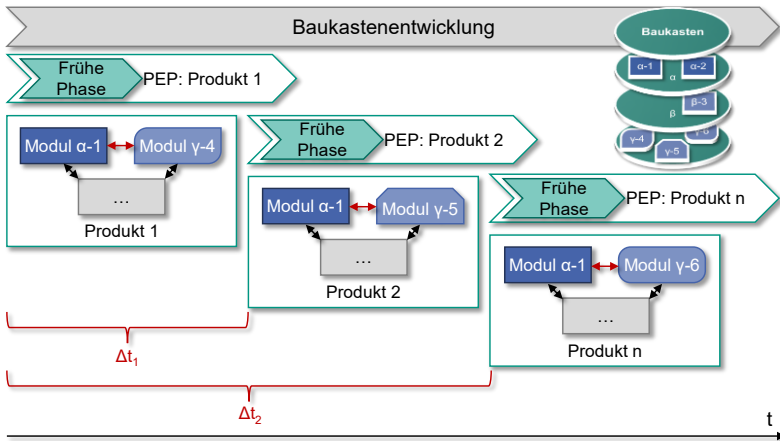 Baukastenentwicklung
Baukasten
α-1
α-2
α
β-3
β
γ-4
γ-6
γ-5
Frühe
Phase
PEP: Produkt 1
Modul α-1
Modul γ-4
...
Produkt 1
Frühe
Phase
PEP: Produkt 2
Modul α-1
Modul γ-5
...
Produkt 2
Frühe
Phase
PEP: Produkt n
Modul α-1
Modul γ-6
...
Produkt n
Δt1
Δt2
t